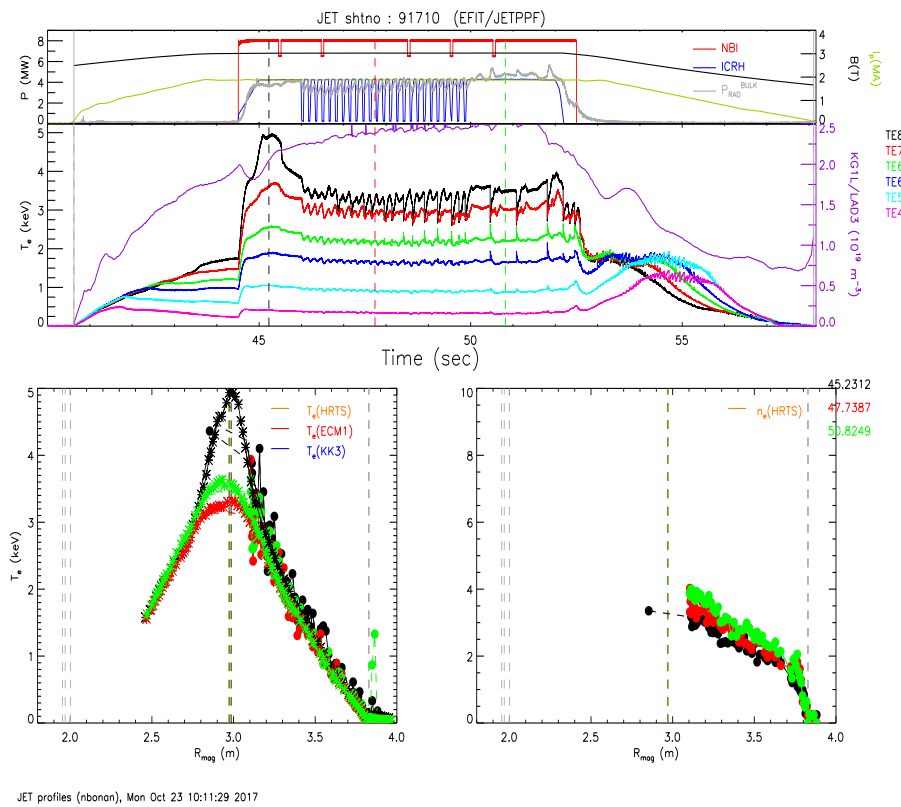 JET shtno : 91710 (EFIT/JETPPF)
P (MW)
8
6
4
2
0
NBI
ICRH
P_RAD^BULK
4
3
2
1
0
B(T)
I_p(MA)
T_e (keV)
5
4
3
2
1
0
2.5
2.0
1.5
1.0
0.5
0.0
KG1L/LAD3 (10^19 m^-3)
TE8
TE7
TE6
TE6
TE5
TE4
45
50
55
Time (sec)
T_e (keV)
5
4
3
2
1
0
T_e(HRTS)
T_e(ECM1)
T_e(KK3)
2.0
2.5
3.0
3.5
4.0
R_mag (m)
10
8
6
4
2
0
n_e(HRTS)
45.2312
47.7387
50.8249
2.0
2.5
3.0
3.5
4.0
R_mag (m)
JET profiles (nbonan), Mon Oct 23 10:11:29 2017